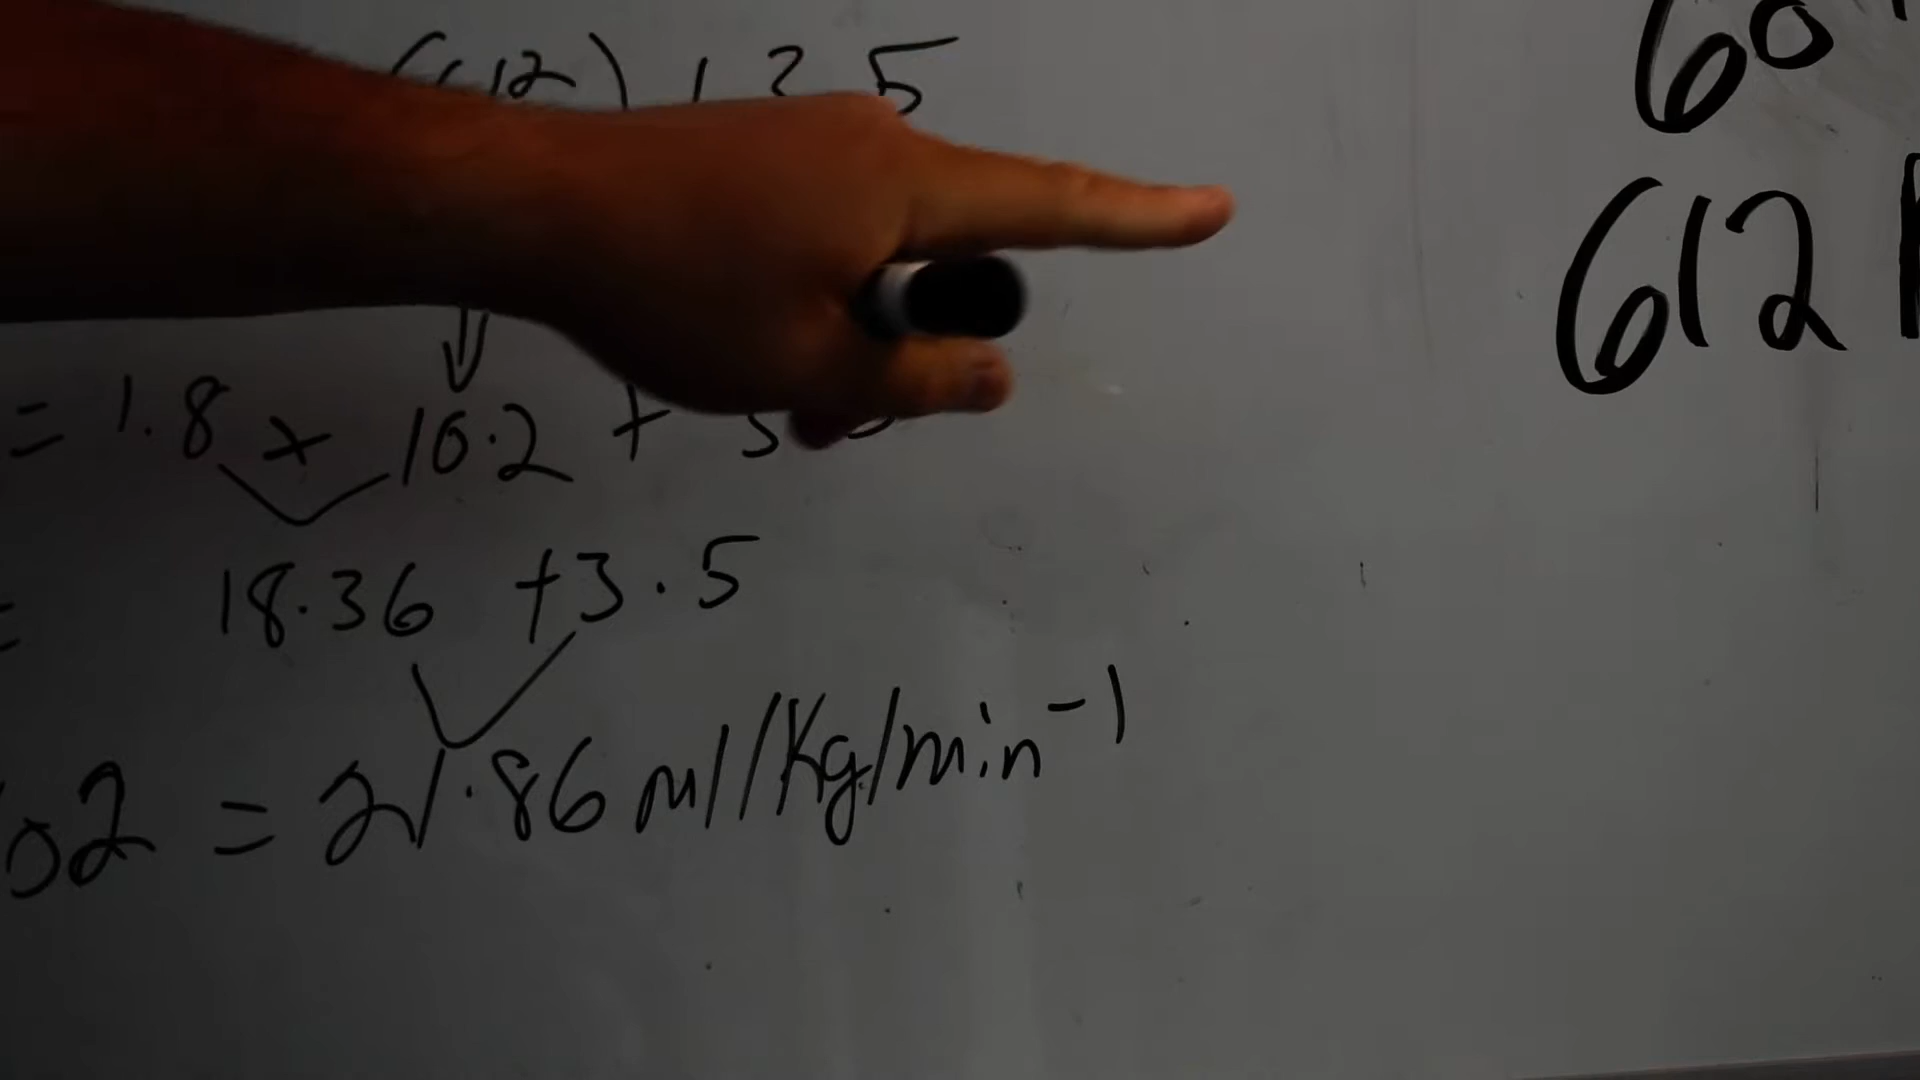 12) 3.5
60
612
= 1.8 × 10.2 +
= 18.36 + 3.5
o2 = 21.86 ml/Kg/min-1